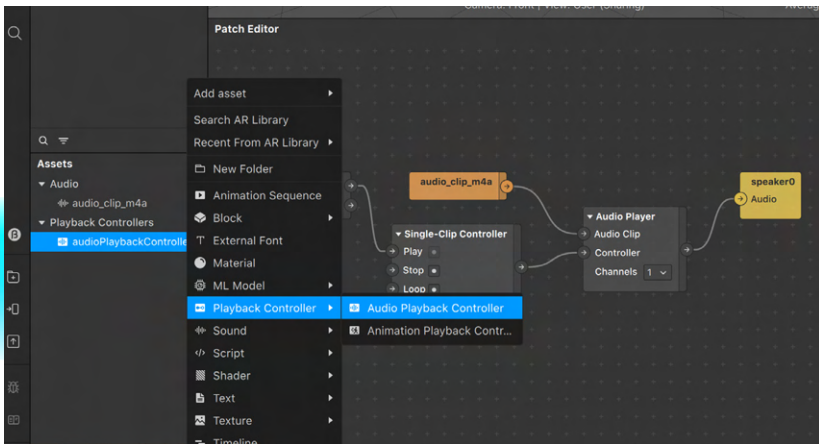 Camera: Front | View: User (Sharing)
Patch Editor
Add asset
Search AR Library
Recent From AR Library
New Folder
Animation Sequence
Block
External Font
Material
ML Model
Playback Controller
Sound
Script
Shader
Text
Texture
Timeline
Audio Playback Controller
Animation Playback Contr...
Assets
Audio
audio_clip_m4a
Playback Controllers
audioPlaybackControlle
audio_clip_m4a
Single-Clip Controller
Play
Stop
Loop
Audio Player
Audio Clip
Controller
Channels 1
speaker0
Audio